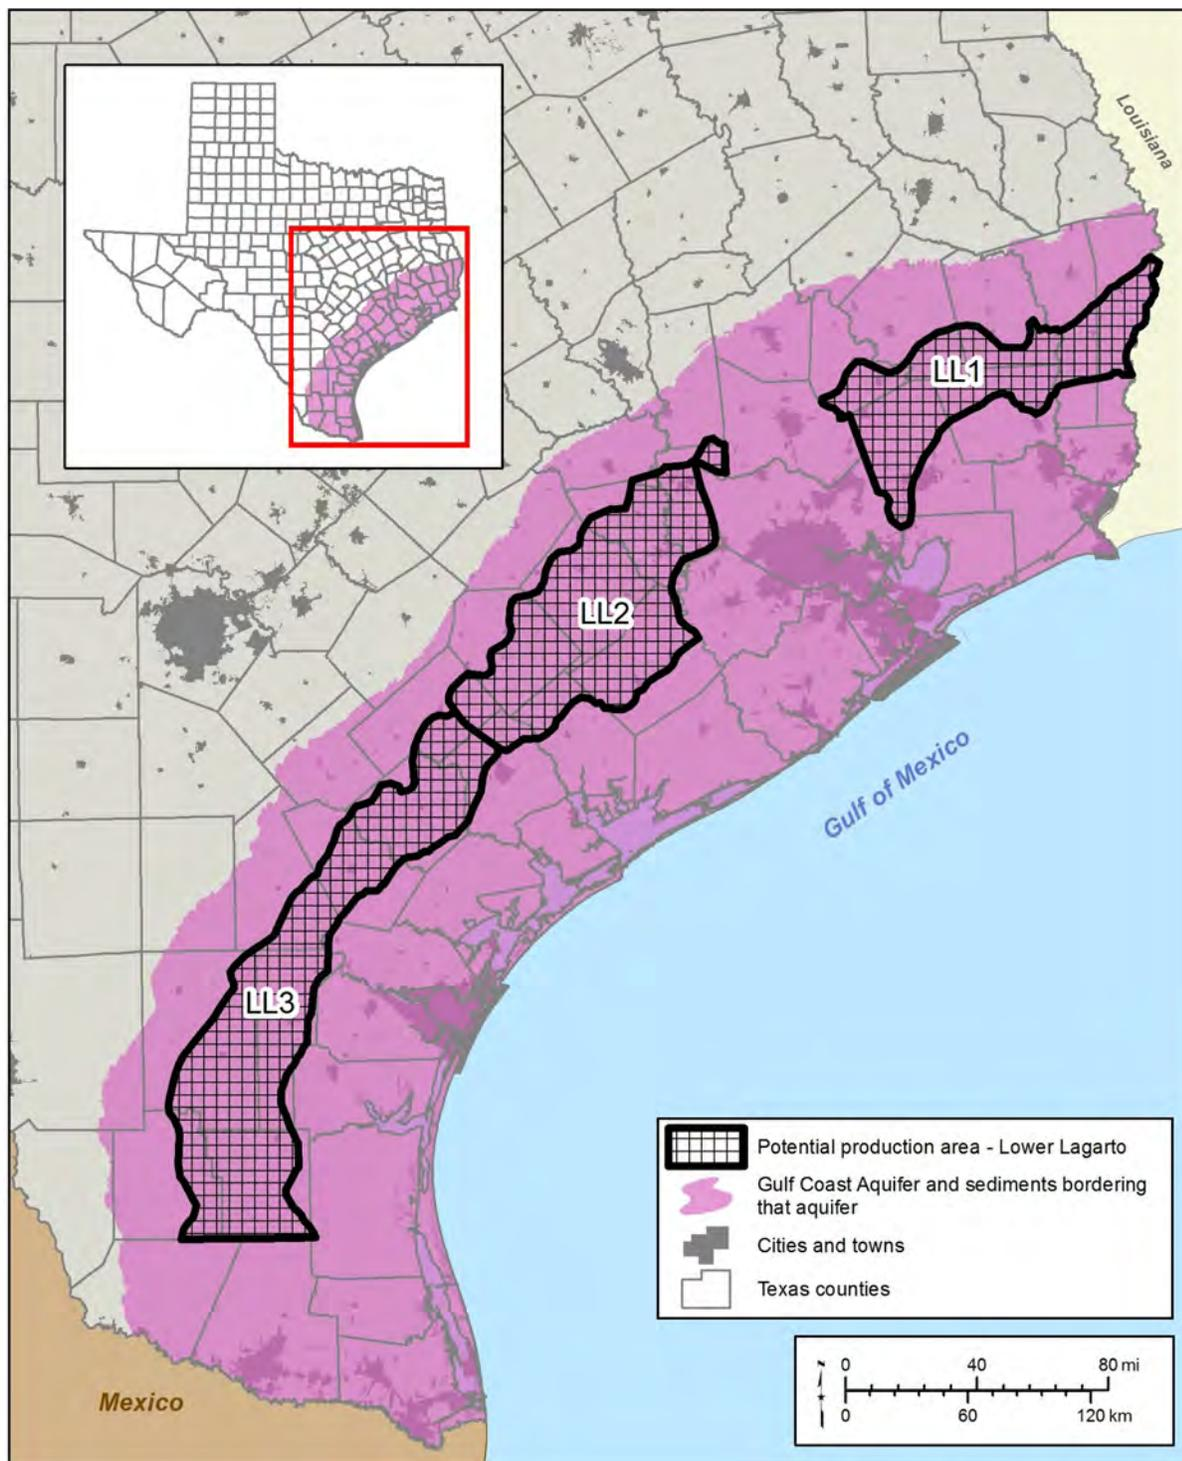 Louisiana
LL1
LL2
LL3
Gulf of Mexico
Mexico
Potential production area - Lower Lagarto
Gulf Coast Aquifer and sediments bordering
that aquifer
Cities and towns
Texas counties
N
0 40 80 mi
0 60 120 km